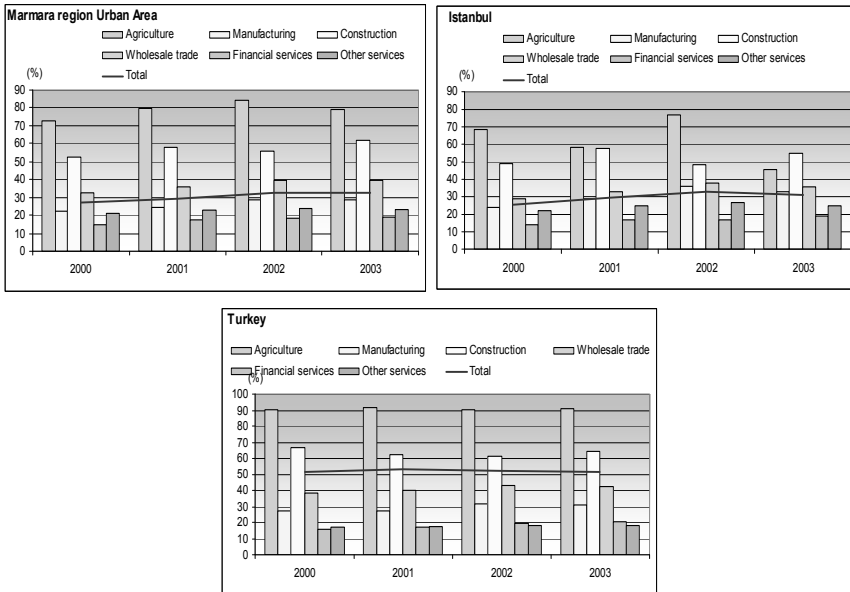 Marmara region Urban Area
Agriculture Manufacturing Construction
Wholesale trade Financial services Other services
Total
(%)
90
80
70
60
50
40
30
20
10
0
2000 2001 2002 2003
Istanbul
Agriculture Manufacturing Construction
Wholesale trade Financial services Other services
Total
(%)
90
80
70
60
50
40
30
20
10
0
2000 2001 2002 2003
Turkey
Agriculture Manufacturing Construction Wholesale trade
Financial services Other services Total
(%)
100
90
80
70
60
50
40
30
20
10
0
2000 2001 2002 2003